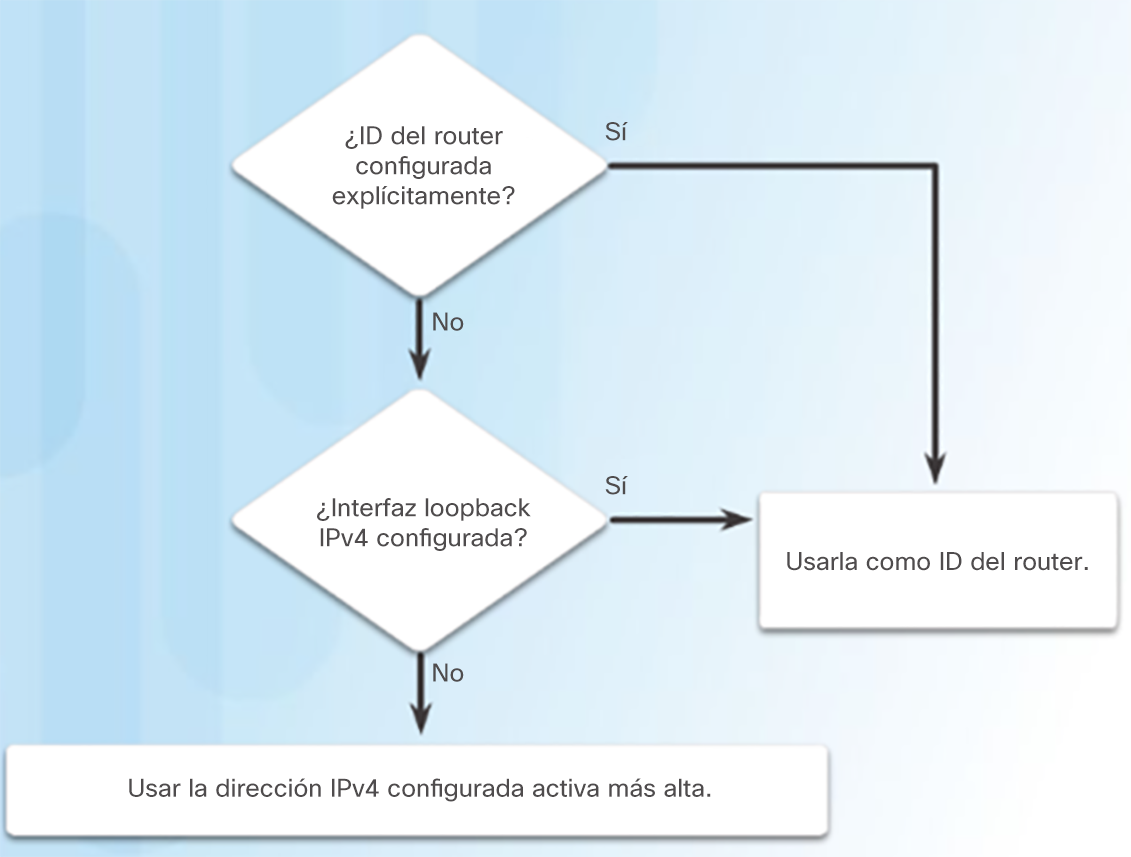 ¿ID del router
configurada
explícitamente?
Sí
No
¿Interfaz loopback
IPv4 configurada?
Sí
Usarla como ID del router.
No
Usar la dirección IPv4 configurada activa más alta.